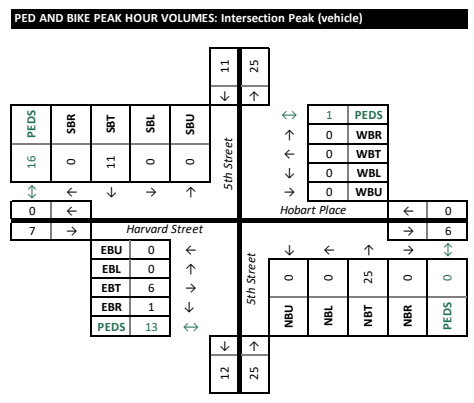 PED AND BIKE PEAK HOUR VOLUMES: Intersection Peak (vehicle)
11 25
↓ ↑
PEDS SBR SBT SBL SBU
16 0 11 0 0
↕ ← ↓ → ↑
5th Street
↔ 1 PEDS
↑ 0 WBR
← 0 WBT
↓ 0 WBL
→ 0 WBU
0 ←
Hobart Place
← 0
7 →
Harvard Street
→ 6
EBU 0 ←
EBL 0 ↑
EBT 6 →
EBR 1 ↓
PEDS 13 ↔
5th Street
↓ ← ↑ → ↕
0 0 25 0 0
NBU NBL NBT NBR PEDS
↓ ↑
12 25